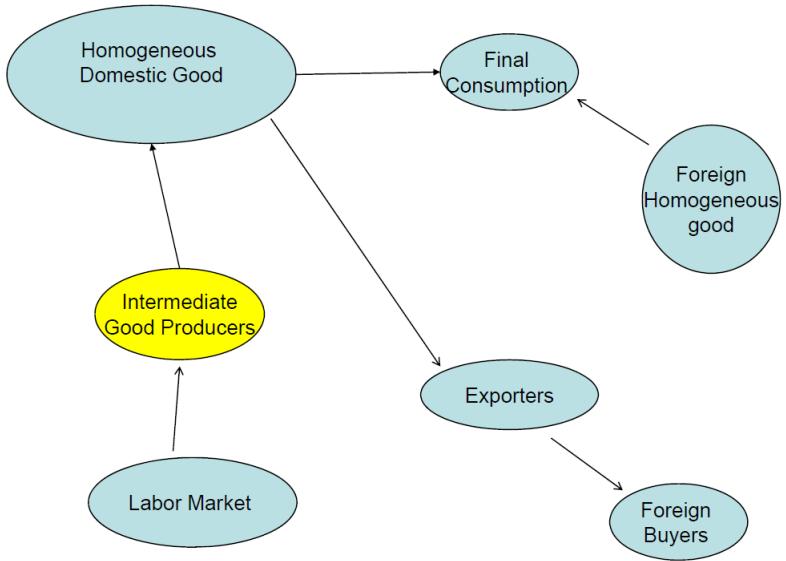 Homogeneous
Domestic Good
Final
Consumption
Foreign
Homogeneous
good
Intermediate
Good Producers
Exporters
Labor Market
Foreign
Buyers